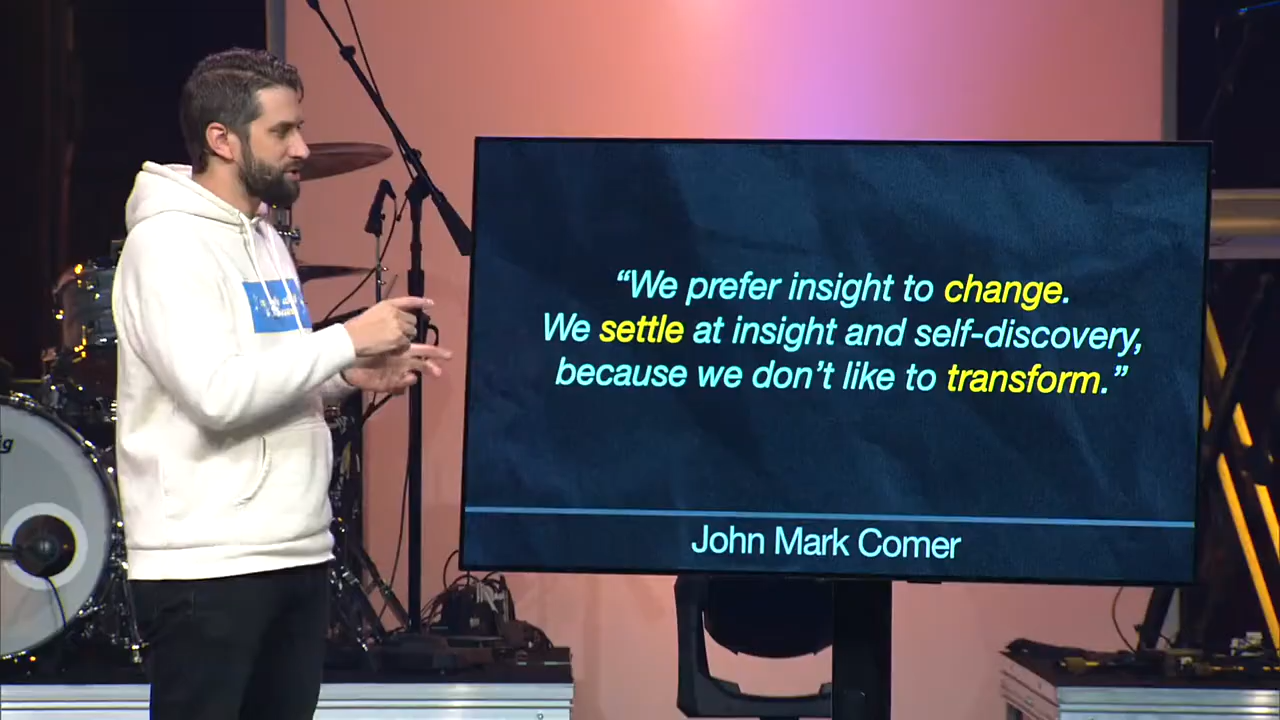 “We prefer insight to change.
We settle at insight and self-discovery,
because we don’t like to transform.”
John Mark Comer